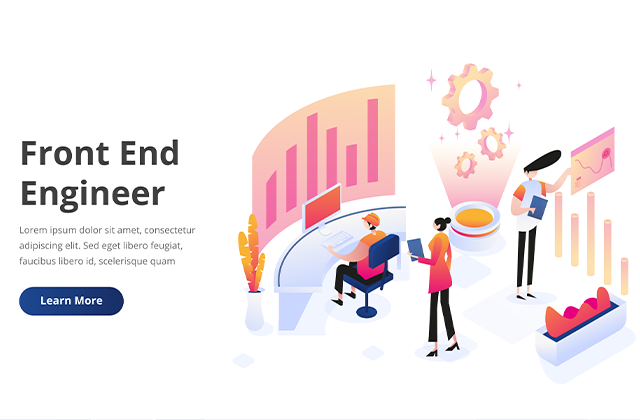 Front End
Engineer
Lorem ipsum dolor sit amet, consectetur
adipiscing elit. Sed eget libero feugiat,
faucibus libero id, scelerisque quam
Learn More